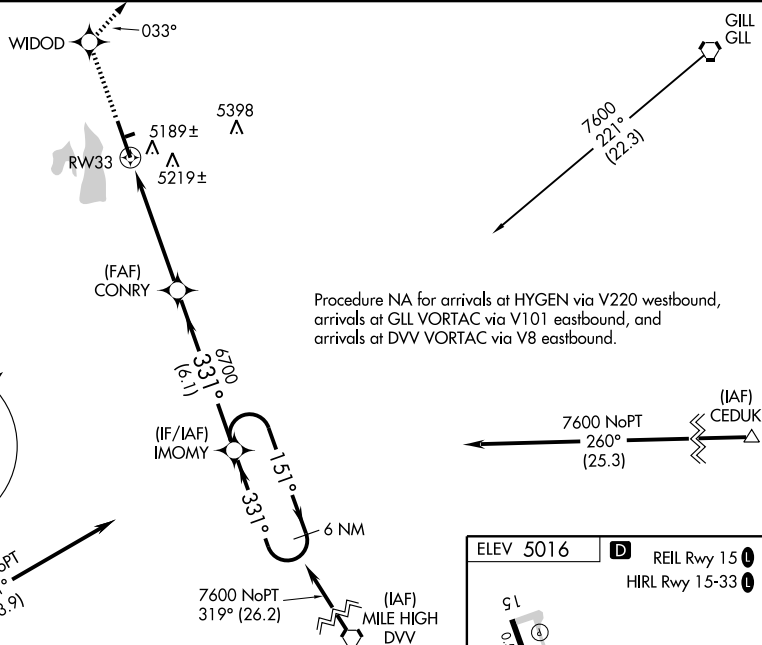 WIDOD
033°
GILL
GLL
5398
5189±
RW33
5219±
7600
221°
(22.3)
(FAF)
CONRY
Procedure NA for arrivals at HYGEN via V220 westbound,
arrivals at GLL VORTAC via V101 eastbound, and
arrivals at DVV VORTAC via V8 eastbound.
6700
331°
(6.1)
(IAF)
CEDUK
7600 NoPT
260°
(25.3)
(IF/IAF)
IMOMY
151°
331°
6 NM
7600 NoPT
319° (26.2)
(IAF)
MILE HIGH
DVV
ELEV 5016
D
REIL Rwy 15 L
HIRL Rwy 15-33 L
15
P